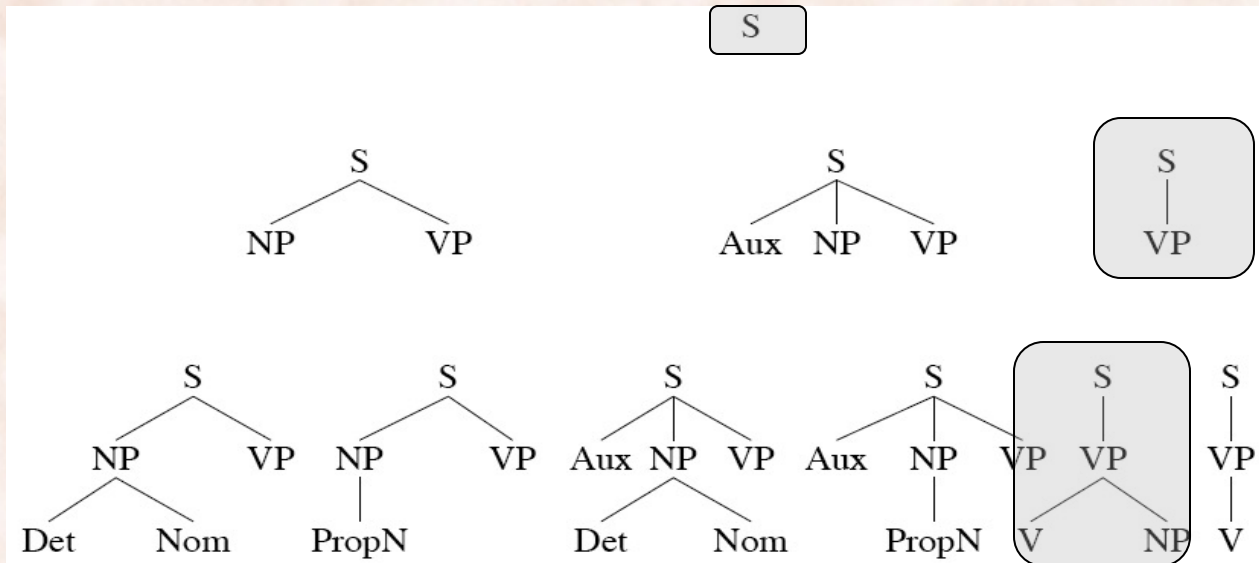 S
S S S
NP VP Aux NP VP VP
S S S S S S
NP VP NP VP Aux NP VP Aux NP VP VP VP
Det Nom PropN Det Nom PropN V NP V